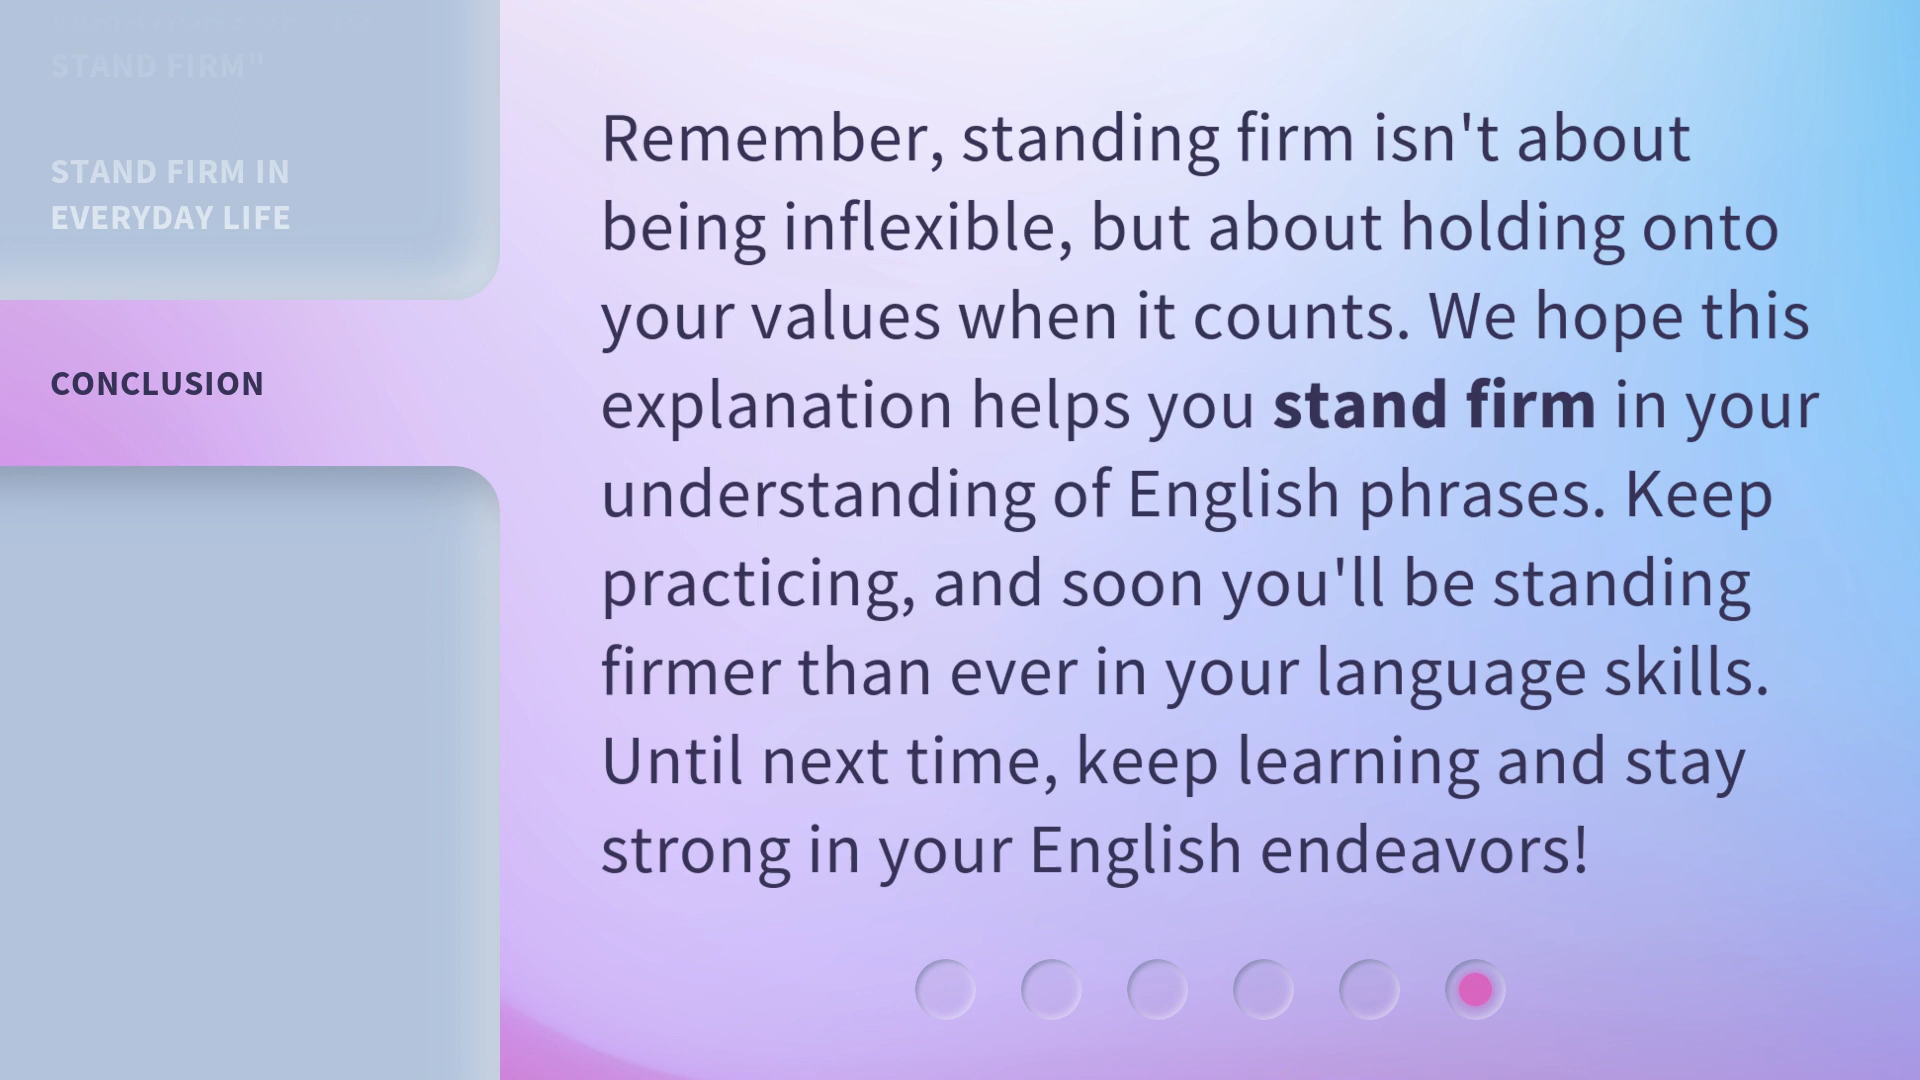 STAND FIRM"
STAND FIRM IN
EVERYDAY LIFE
CONCLUSION
Remember, standing firm isn't about
being inflexible, but about holding onto
your values when it counts. We hope this
explanation helps you stand firm in your
understanding of English phrases. Keep
practicing, and soon you'll be standing
firmer than ever in your language skills.
Until next time, keep learning and stay
strong in your English endeavors!